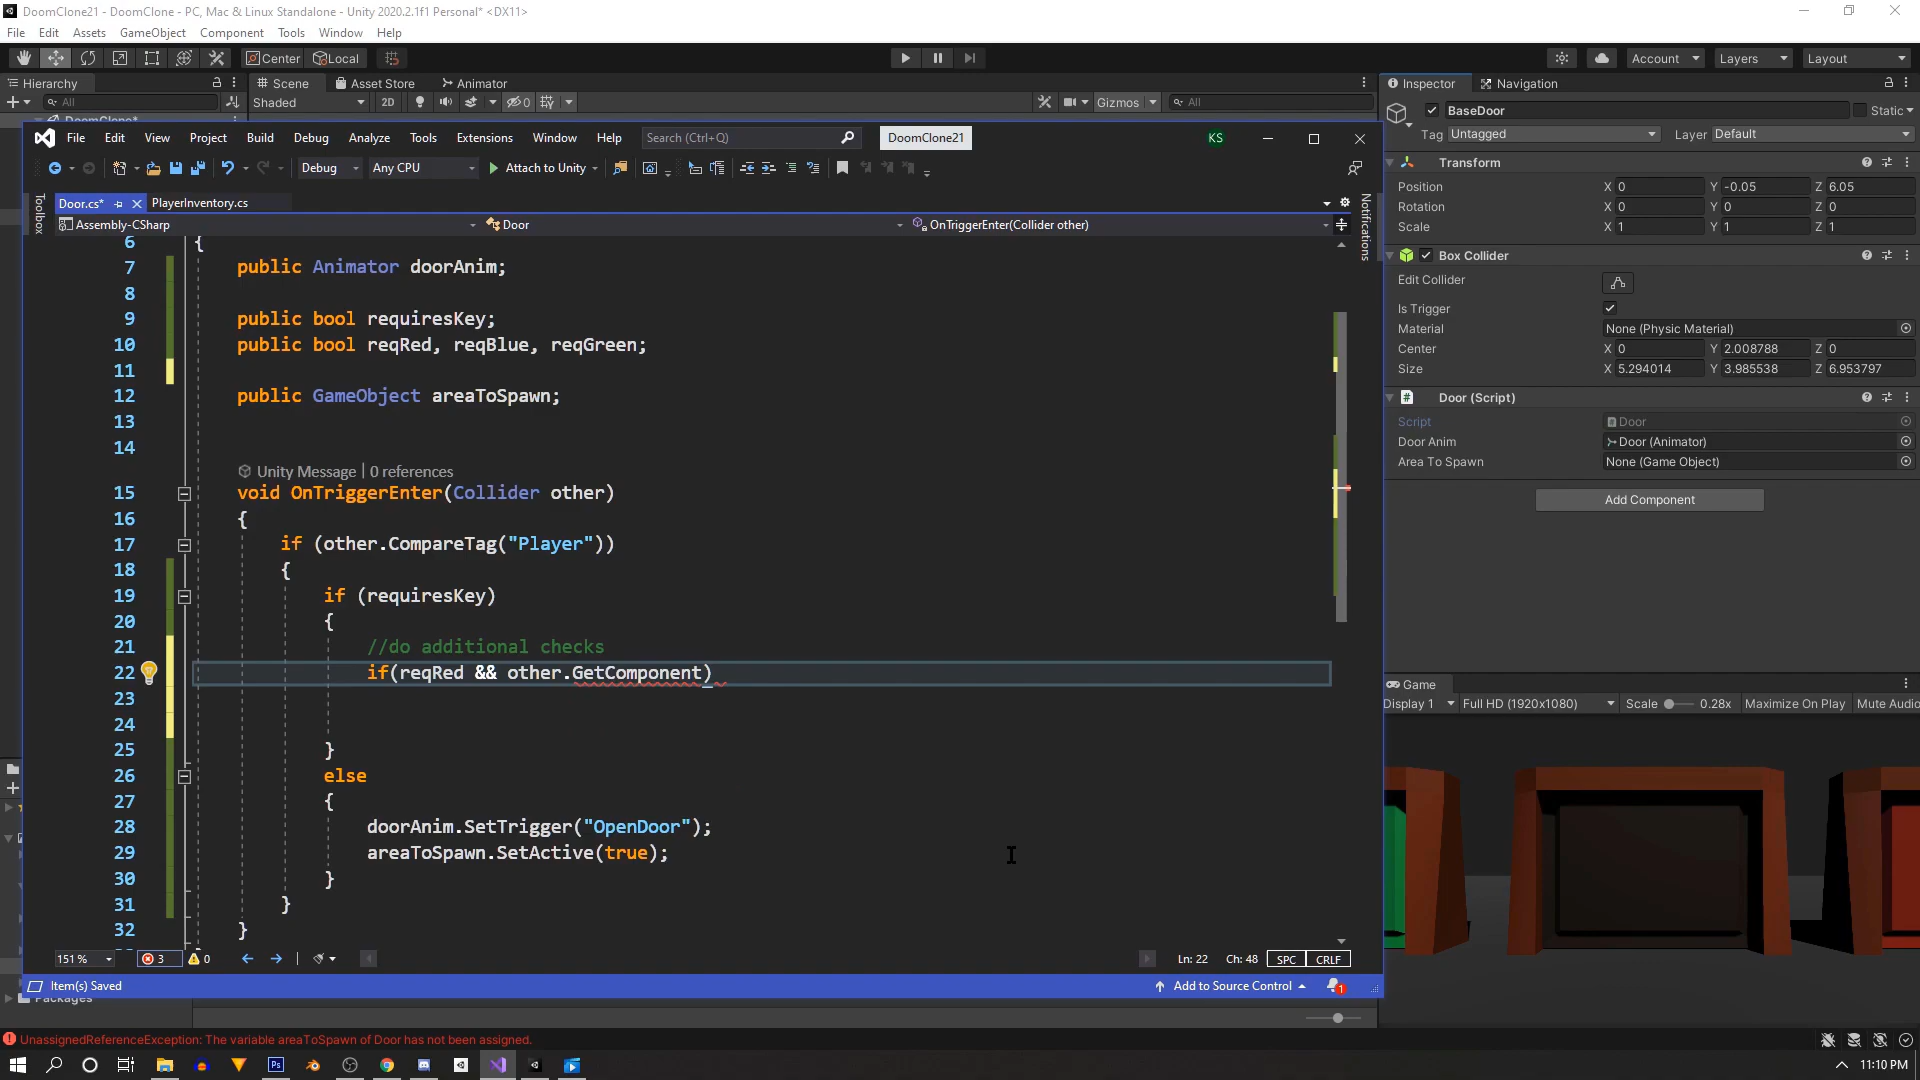 DoomClone21 - DoomClone - PC, Mac & Linux Standalone - Unity 2020.2.1f1 Personal* <DX11>
File Edit Assets GameObject Component Tools Window Help
Center Local Account Layers Layout
Hierarchy Scene Asset Store Animator Inspector Navigation
All Shaded 2D 0 Gizmos All
BaseDoor Static
Tag Untagged Layer Default
File Edit View Project Build Debug Analyze Tools Extensions Window Help Search (Ctrl+Q) DoomClone21 KS
Debug Any CPU Attach to Unity
Toolbox
Notifications
Door.cs* PlayerInventory.cs
Assembly-CSharp Door OnTriggerEnter(Collider other)
6 {
7 public Animator doorAnim;
8
9 public bool requiresKey;
10 public bool reqRed, reqBlue, reqGreen;
11
12 public GameObject areaToSpawn;
13
14
Unity Message | 0 references
15 void OnTriggerEnter(Collider other)
16 {
17 if (other.CompareTag("Player"))
18 {
19 if (requiresKey)
20 {
21 //do additional checks
22 if(reqRed && other.GetComponent)
23
24
25 }
26 else
27 {
28 doorAnim.SetTrigger("OpenDoor");
29 areaToSpawn.SetActive(true);
30 }
31 }
32 }
151 % 3 0 Ln: 22 Ch: 48 SPC CRLF
Item(s) Saved Add to Source Control 1
Transform
Position X 0 Y -0.05 Z 6.05
Rotation X 0 Y 0 Z 0
Scale X 1 Y 1 Z 1
Box Collider
Edit Collider
Is Trigger
Material None (Physic Material)
Center X 0 Y 2.008788 Z 0
Size X 5.294014 Y 3.985538 Z 6.953797
Door (Script)
Script Door
Door Anim Door (Animator)
Area To Spawn None (Game Object)
Add Component
Game
Display 1 Full HD (1920x1080) Scale 0.28x Maximize On Play Mute Audio
Packages
UnassignedReferenceException: The variable areaToSpawn of Door has not been assigned.
Ps
11:10 PM